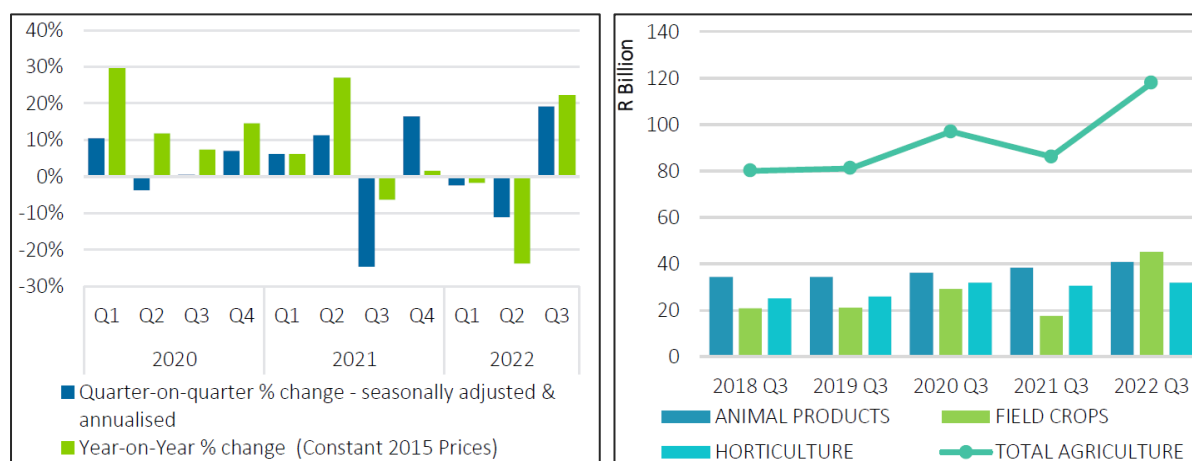 40%
30%
20%
10%
0%
-10%
-20%
-30%
Q1 Q2 Q3 Q4 Q1 Q2 Q3 Q4 Q1 Q2 Q3
2020 2021 2022
Quarter-on-quarter % change - seasonally adjusted &
annualised
Year-on-Year % change (Constant 2015 Prices)
R Billion
140
120
100
80
60
40
20
0
2018 Q3 2019 Q3 2020 Q3 2021 Q3 2022 Q3
ANIMAL PRODUCTS FIELD CROPS
HORTICULTURE TOTAL AGRICULTURE